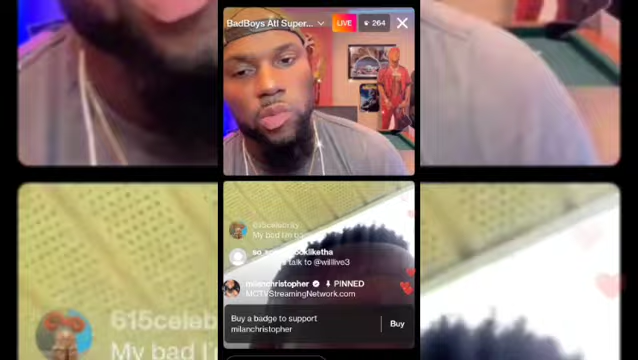 BadBoys Atl Super...
LIVE
264
615celebrity
My bad I'm ba
talk to @willlive3
milanchristopher
PINNED
MCTVStreamingNetwork.com
Buy a badge to support
milanchristopher
Buy
615celeb
My bad I'